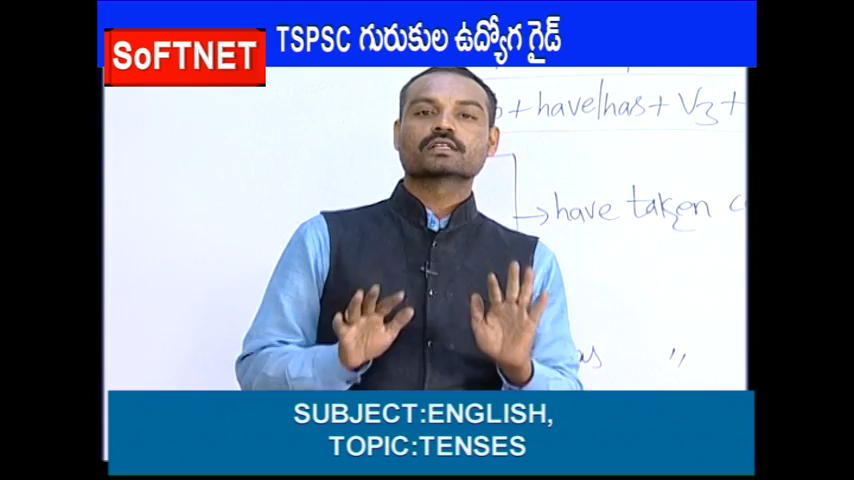 TSPSC గురుకుల ఉద్యోగ గైడ్
SoFTNET
+ have/has + V3 +
have taken
"
SUBJECT:ENGLISH,
TOPIC:TENSES